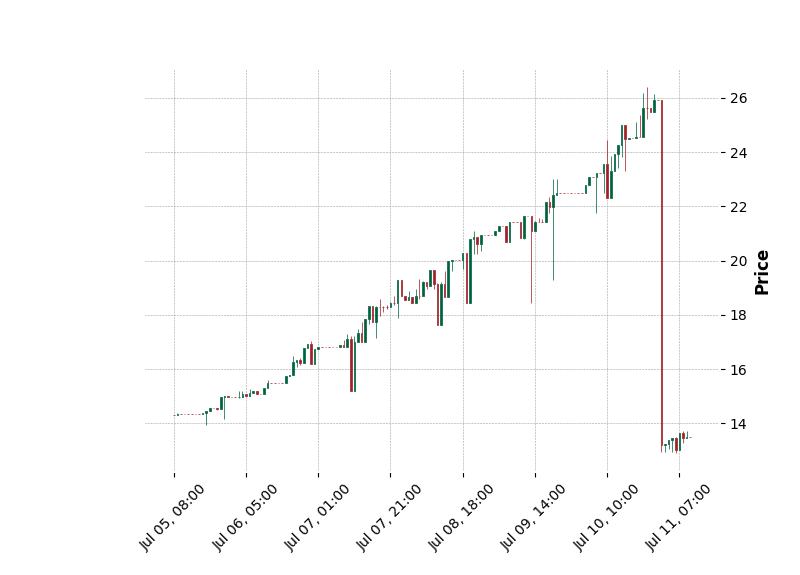 26
24
22
20
18
16
14
Price
Jul 05, 08:00
Jul 06, 05:00
Jul 07, 01:00
Jul 07, 21:00
Jul 08, 18:00
Jul 09, 14:00
Jul 10, 10:00
Jul 11, 07:00